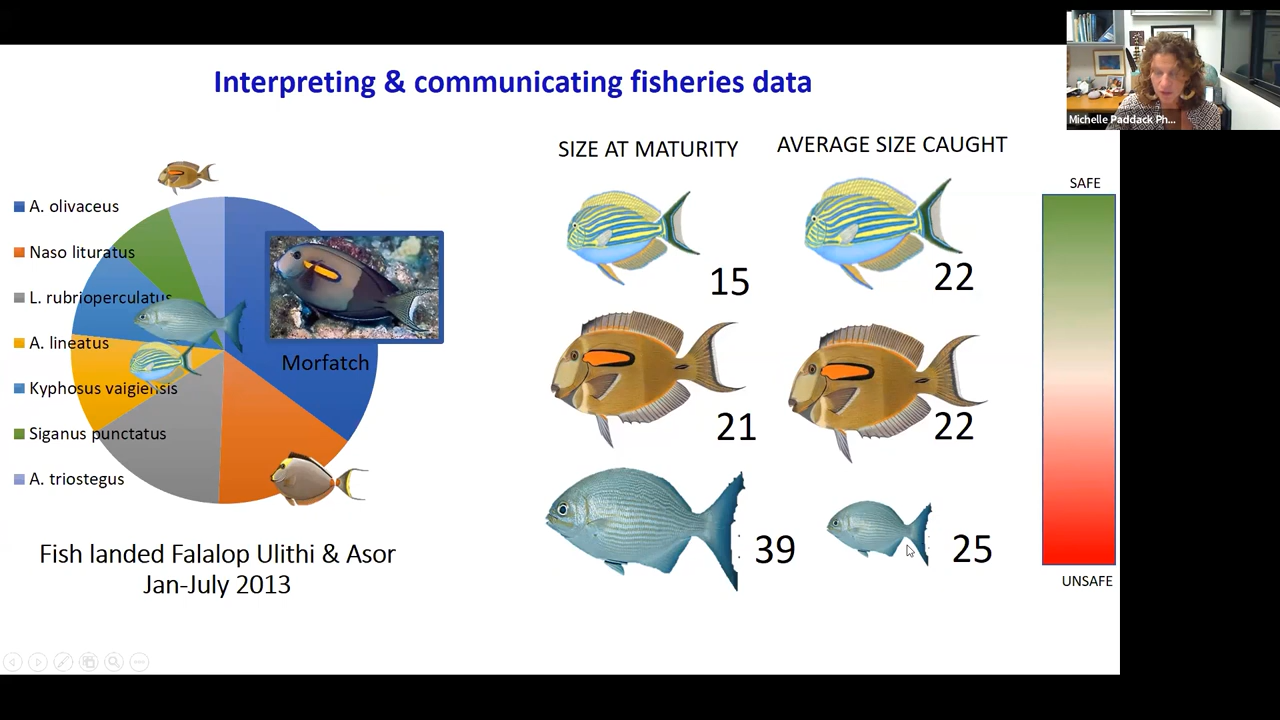 Interpreting & communicating fisheries data
Michelle Paddack Ph...
SIZE AT MATURITY
AVERAGE SIZE CAUGHT
SAFE
A. olivaceus
Naso lituratus
L. rubrioperculatus
A. lineatus
Kyphosus vaigiensis
Siganus punctatus
A. triostegus
Morfatch
15
22
21
22
39
25
UNSAFE
Fish landed Falalop Ulithi & Asor
Jan-July 2013